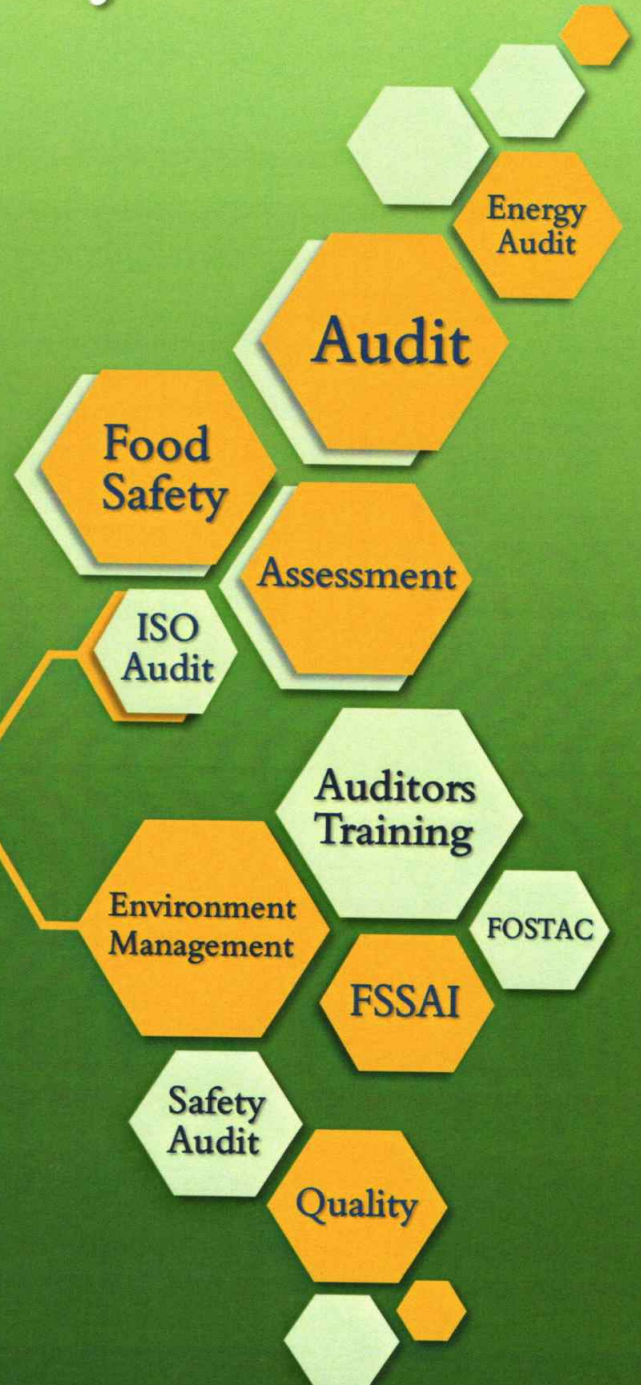 Energy
Audit
Audit
Food
Safety
Assessment
ISO
Audit
Auditors
Training
Environment
Management
FOSTAC
FSSAI
Safety
Audit
Quality